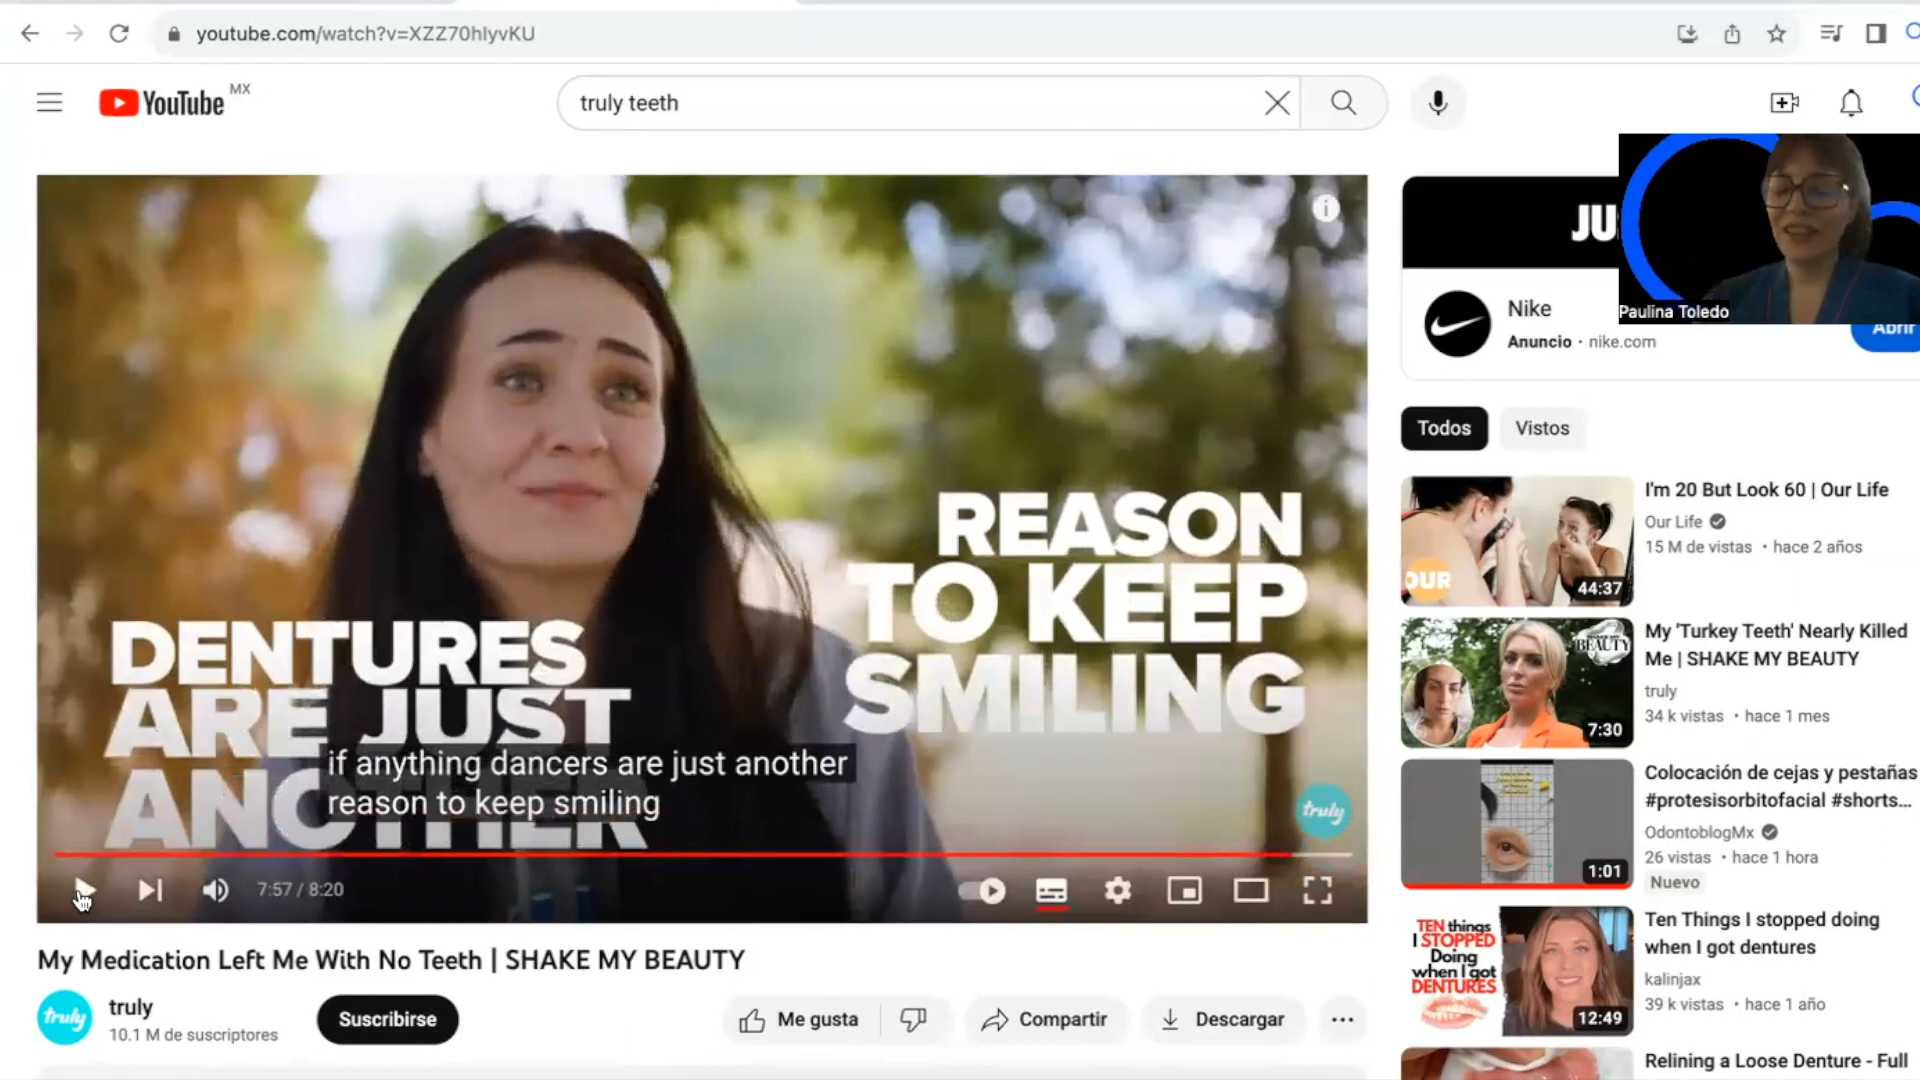 youtube.com/watch?v=XZZ70hIyvKU
YouTube MX
truly teeth
DENTURES
ARE JUST
ANOTHER
REASON
TO KEEP
SMILING
if anything dancers are just another
reason to keep smiling
truly
7:57 / 8:20
My Medication Left Me With No Teeth | SHAKE MY BEAUTY
truly
truly
10.1 M de suscriptores
Suscribirse
Me gusta
Compartir
Descargar
JU
Paulina Toledo
Nike
Anuncio · nike.com
Abrir
Todos
Vistos
OUR
44:37
I'm 20 But Look 60 | Our Life
Our Life
15 M de vistas · hace 2 años
BEAUTY
7:30
My 'Turkey Teeth' Nearly Killed
Me | SHAKE MY BEAUTY
truly
34 k vistas · hace 1 mes
1:01
Colocación de cejas y pestañas
#protesisorbitofacial #shorts...
OdontoblogMx
26 vistas · hace 1 hora
Nuevo
TEN things
I STOPPED
Doing
when I got
DENTURES
12:49
Ten Things I stopped doing
when I got dentures
kalinjax
39 k vistas · hace 1 año
Relining a Loose Denture - Full